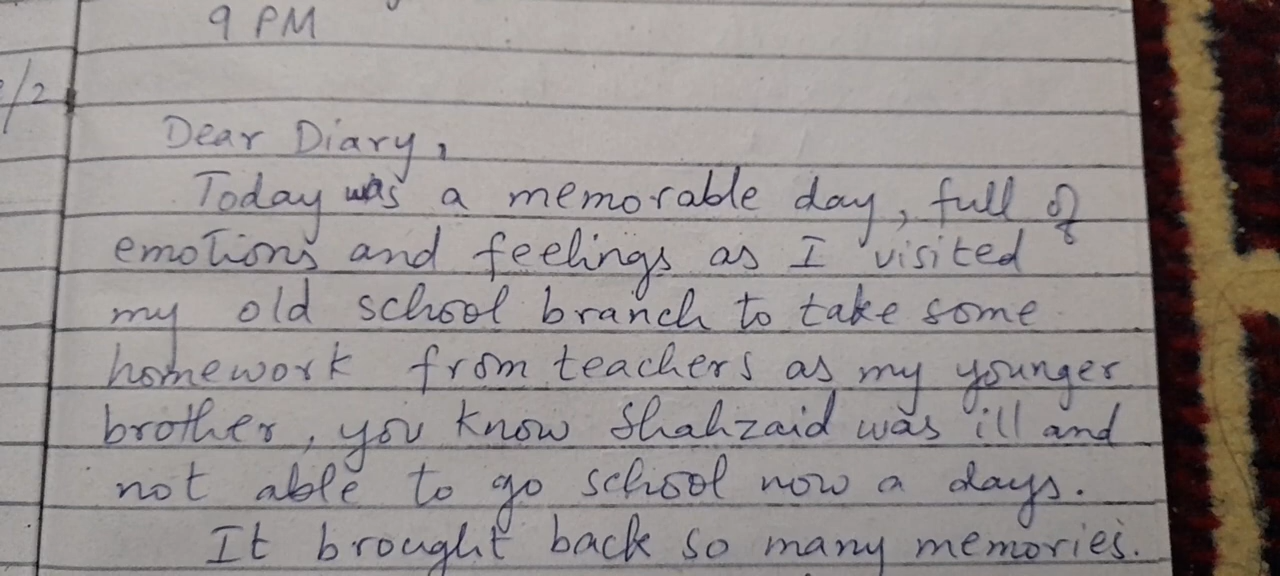 9 PM
/2
Dear Diary,
Today was a memorable day, full of
emotions and feelings as I visited
my old school branch to take some
homework from teachers as my younger
brother, you know Shahzaid was ill and
not able to go school now a days.
It brought back so many memories.